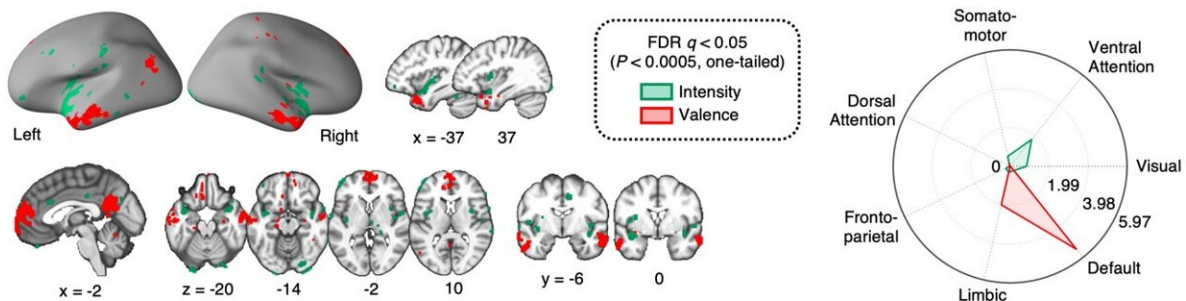 Left
Right
x = -37
37
FDR q < 0.05
(P < 0.0005, one-tailed)
Intensity
Valence
x = -2
z = -20
-14
-2
10
y = -6
0
Somato-
motor
Ventral
Attention
Dorsal
Attention
0
Visual
1.99
3.98
5.97
Fronto-
parietal
Default
Limbic